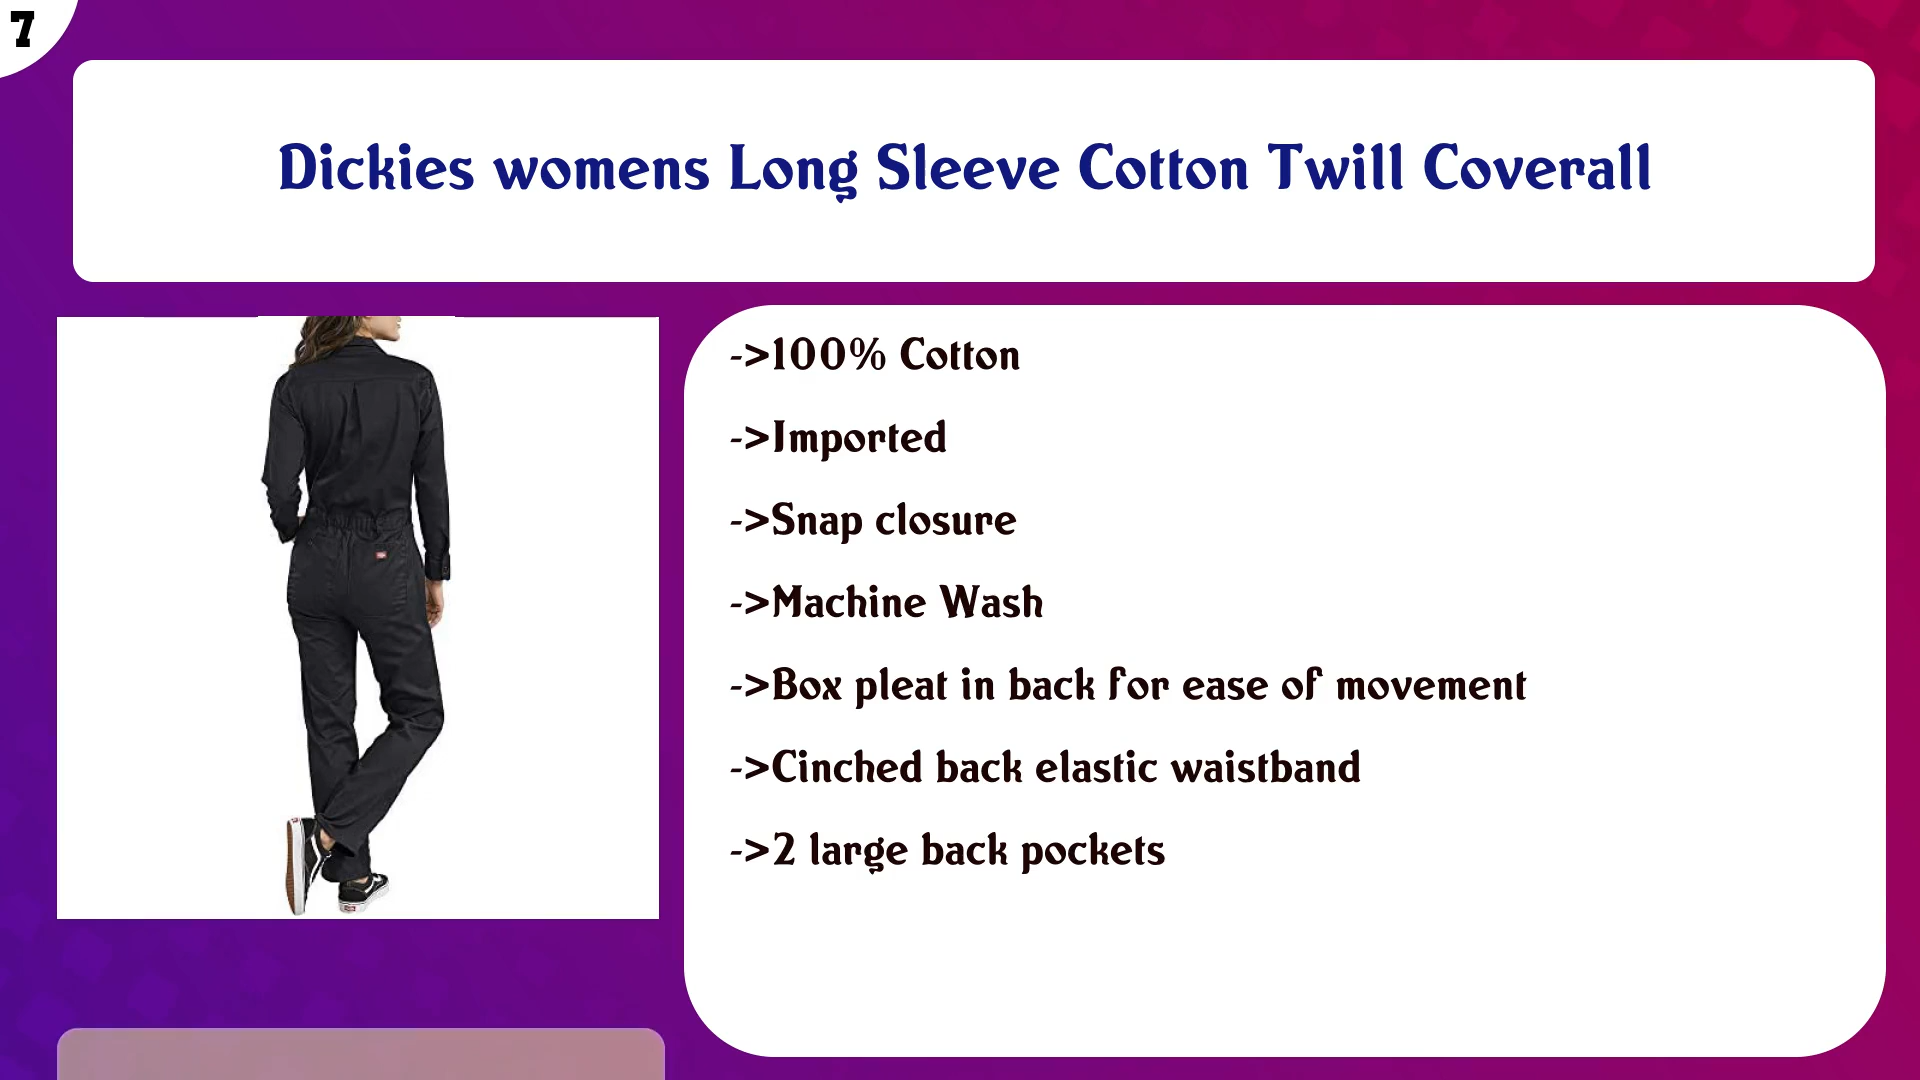 7
Dickies womens Long Sleeve Cotton Twill Coverall
->100% Cotton
->Imported
->Snap closure
->Machine Wash
->Box pleat in back for ease of movement
->Cinched back elastic waistband
->2 large back pockets